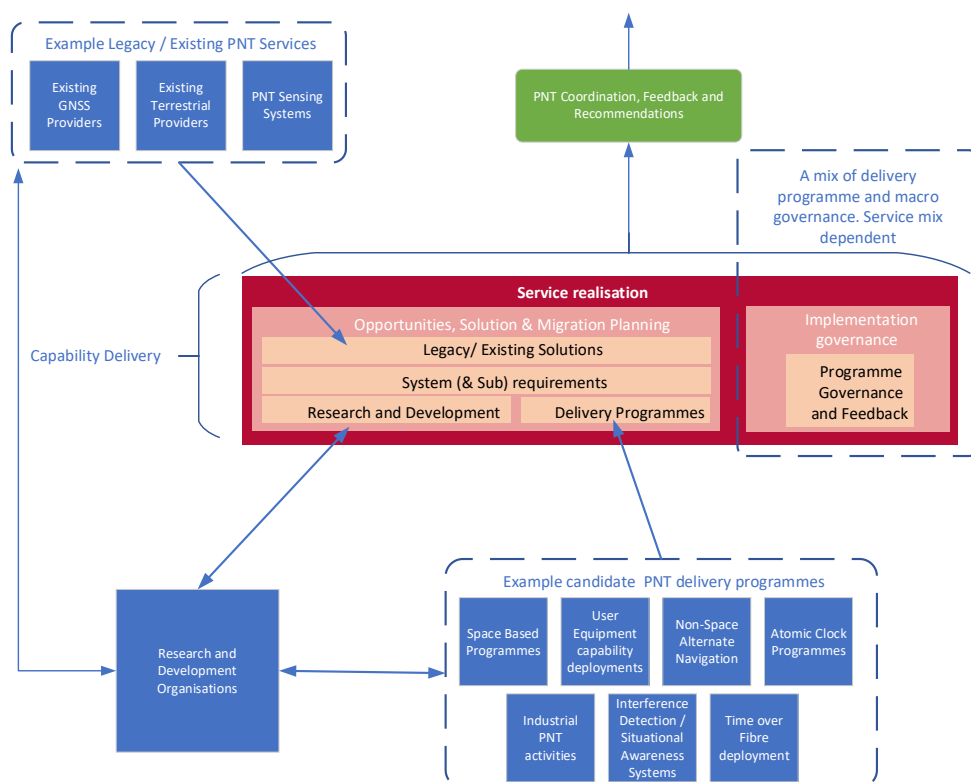 Example Legacy / Existing PNT Services
Existing
GNSS
Providers
Existing
Terrestrial
Providers
PNT Sensing
Systems
PNT Coordination, Feedback and
Recommendations
A mix of delivery
programme and macro
governance. Service mix
dependent
Service realisation
Opportunities, Solution & Migration Planning
Legacy/ Existing Solutions
System (& Sub) requirements
Research and Development
Delivery Programmes
Implementation
governance
Programme
Governance
and Feedback
Capability Delivery
Research and
Development
Organisations
Example candidate PNT delivery programmes
Space Based
Programmes
User
Equipment
capability
deployments
Non-Space
Alternate
Navigation
Atomic Clock
Programmes
Industrial
PNT
activities
Interference
Detection /
Situational
Awareness
Systems
Time over
Fibre
deployment